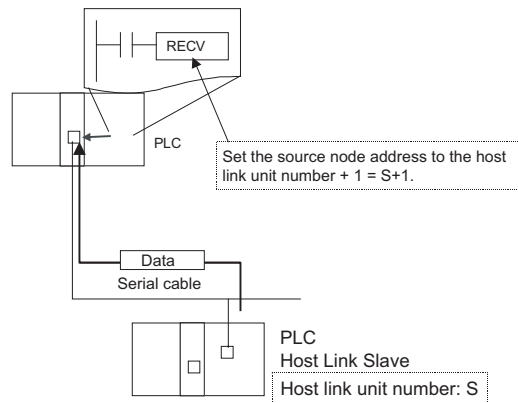 RECV
PLC
Set the source node address to the host
link unit number + 1 = S+1.
Data
Serial cable
PLC
Host Link Slave
Host link unit number: S